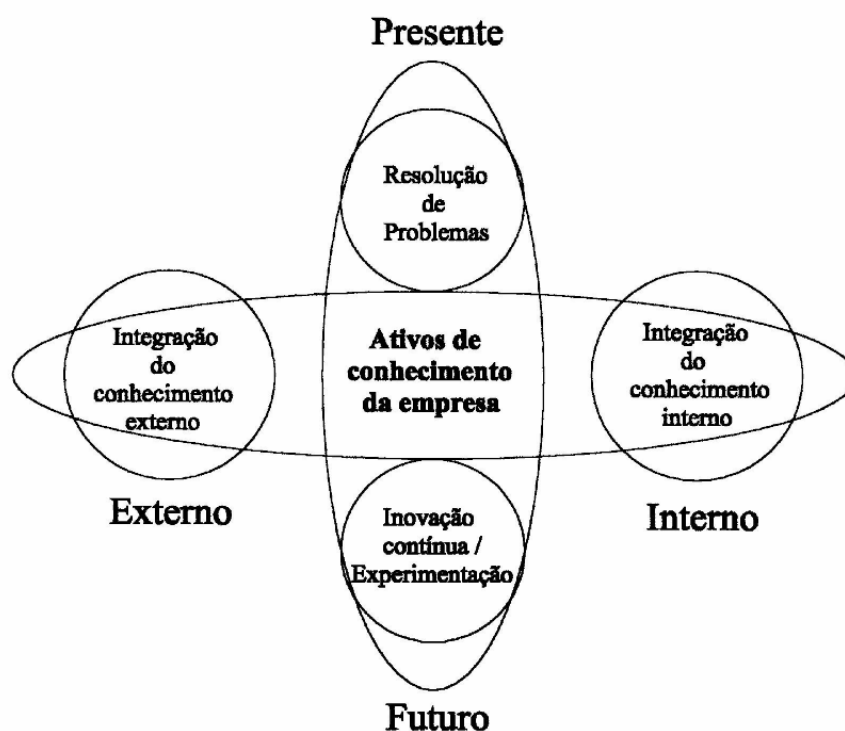 Presente
Resolução
de
Problemas
Integração
do
conhecimento
externo
Ativos de
conhecimento
da empresa
Integração
do
conhecimento
interno
Externo
Interno
Inovação
contínua /
Experimentação
Futuro